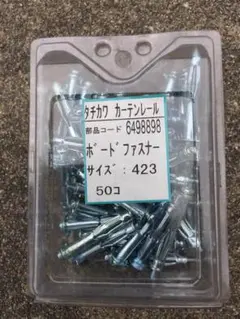 タチカワ カーテンレール
部品コード 6498898
ボードファスナー
サイズ：423
50コ